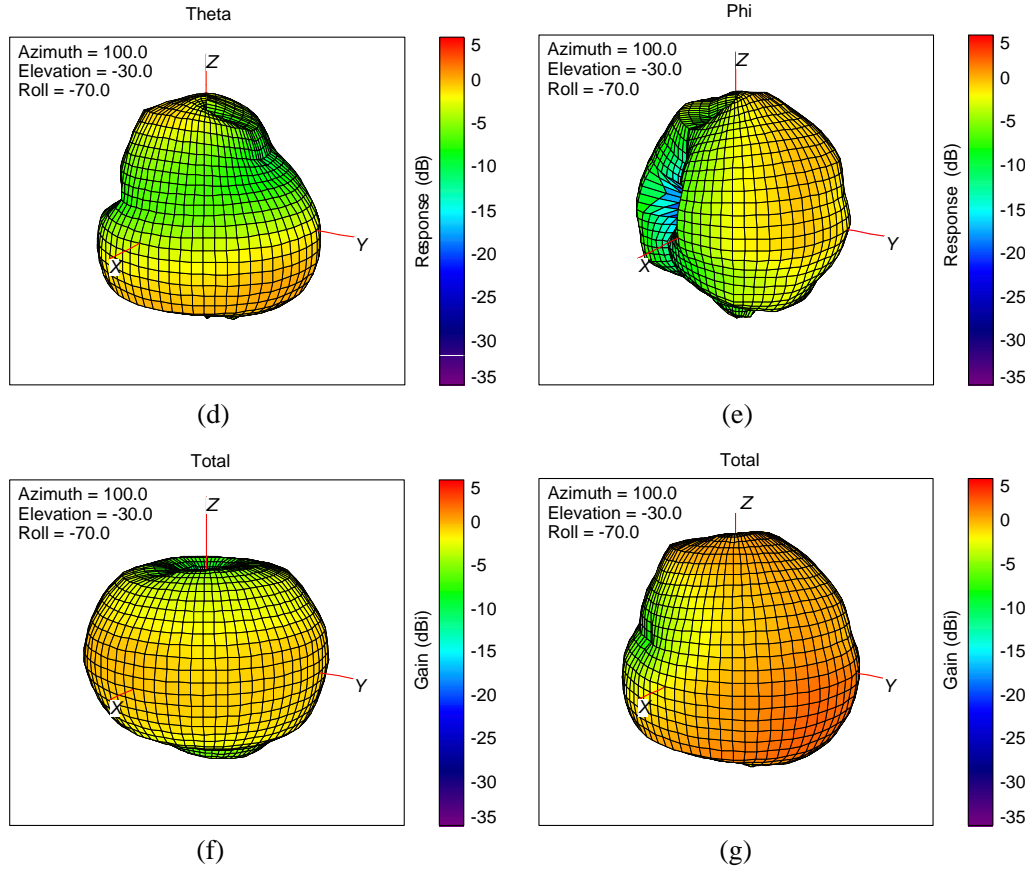 Theta
Azimuth = 100.0
Elevation = -30.0
Roll = -70.0
Z
Y
X
5
0
-5
-10
-15
-20
-25
-30
-35
Response (dB)
(d)
Phi
Azimuth = 100.0
Elevation = -30.0
Roll = -70.0
Z
Y
X
5
0
-5
-10
-15
-20
-25
-30
-35
Response (dB)
(e)
Total
Azimuth = 100.0
Elevation = -30.0
Roll = -70.0
Z
Y
X
5
0
-5
-10
-15
-20
-25
-30
-35
Gain (dBi)
(f)
Total
Azimuth = 100.0
Elevation = -30.0
Roll = -70.0
Z
Y
X
5
0
-5
-10
-15
-20
-25
-30
-35
Gain (dBi)
(g)